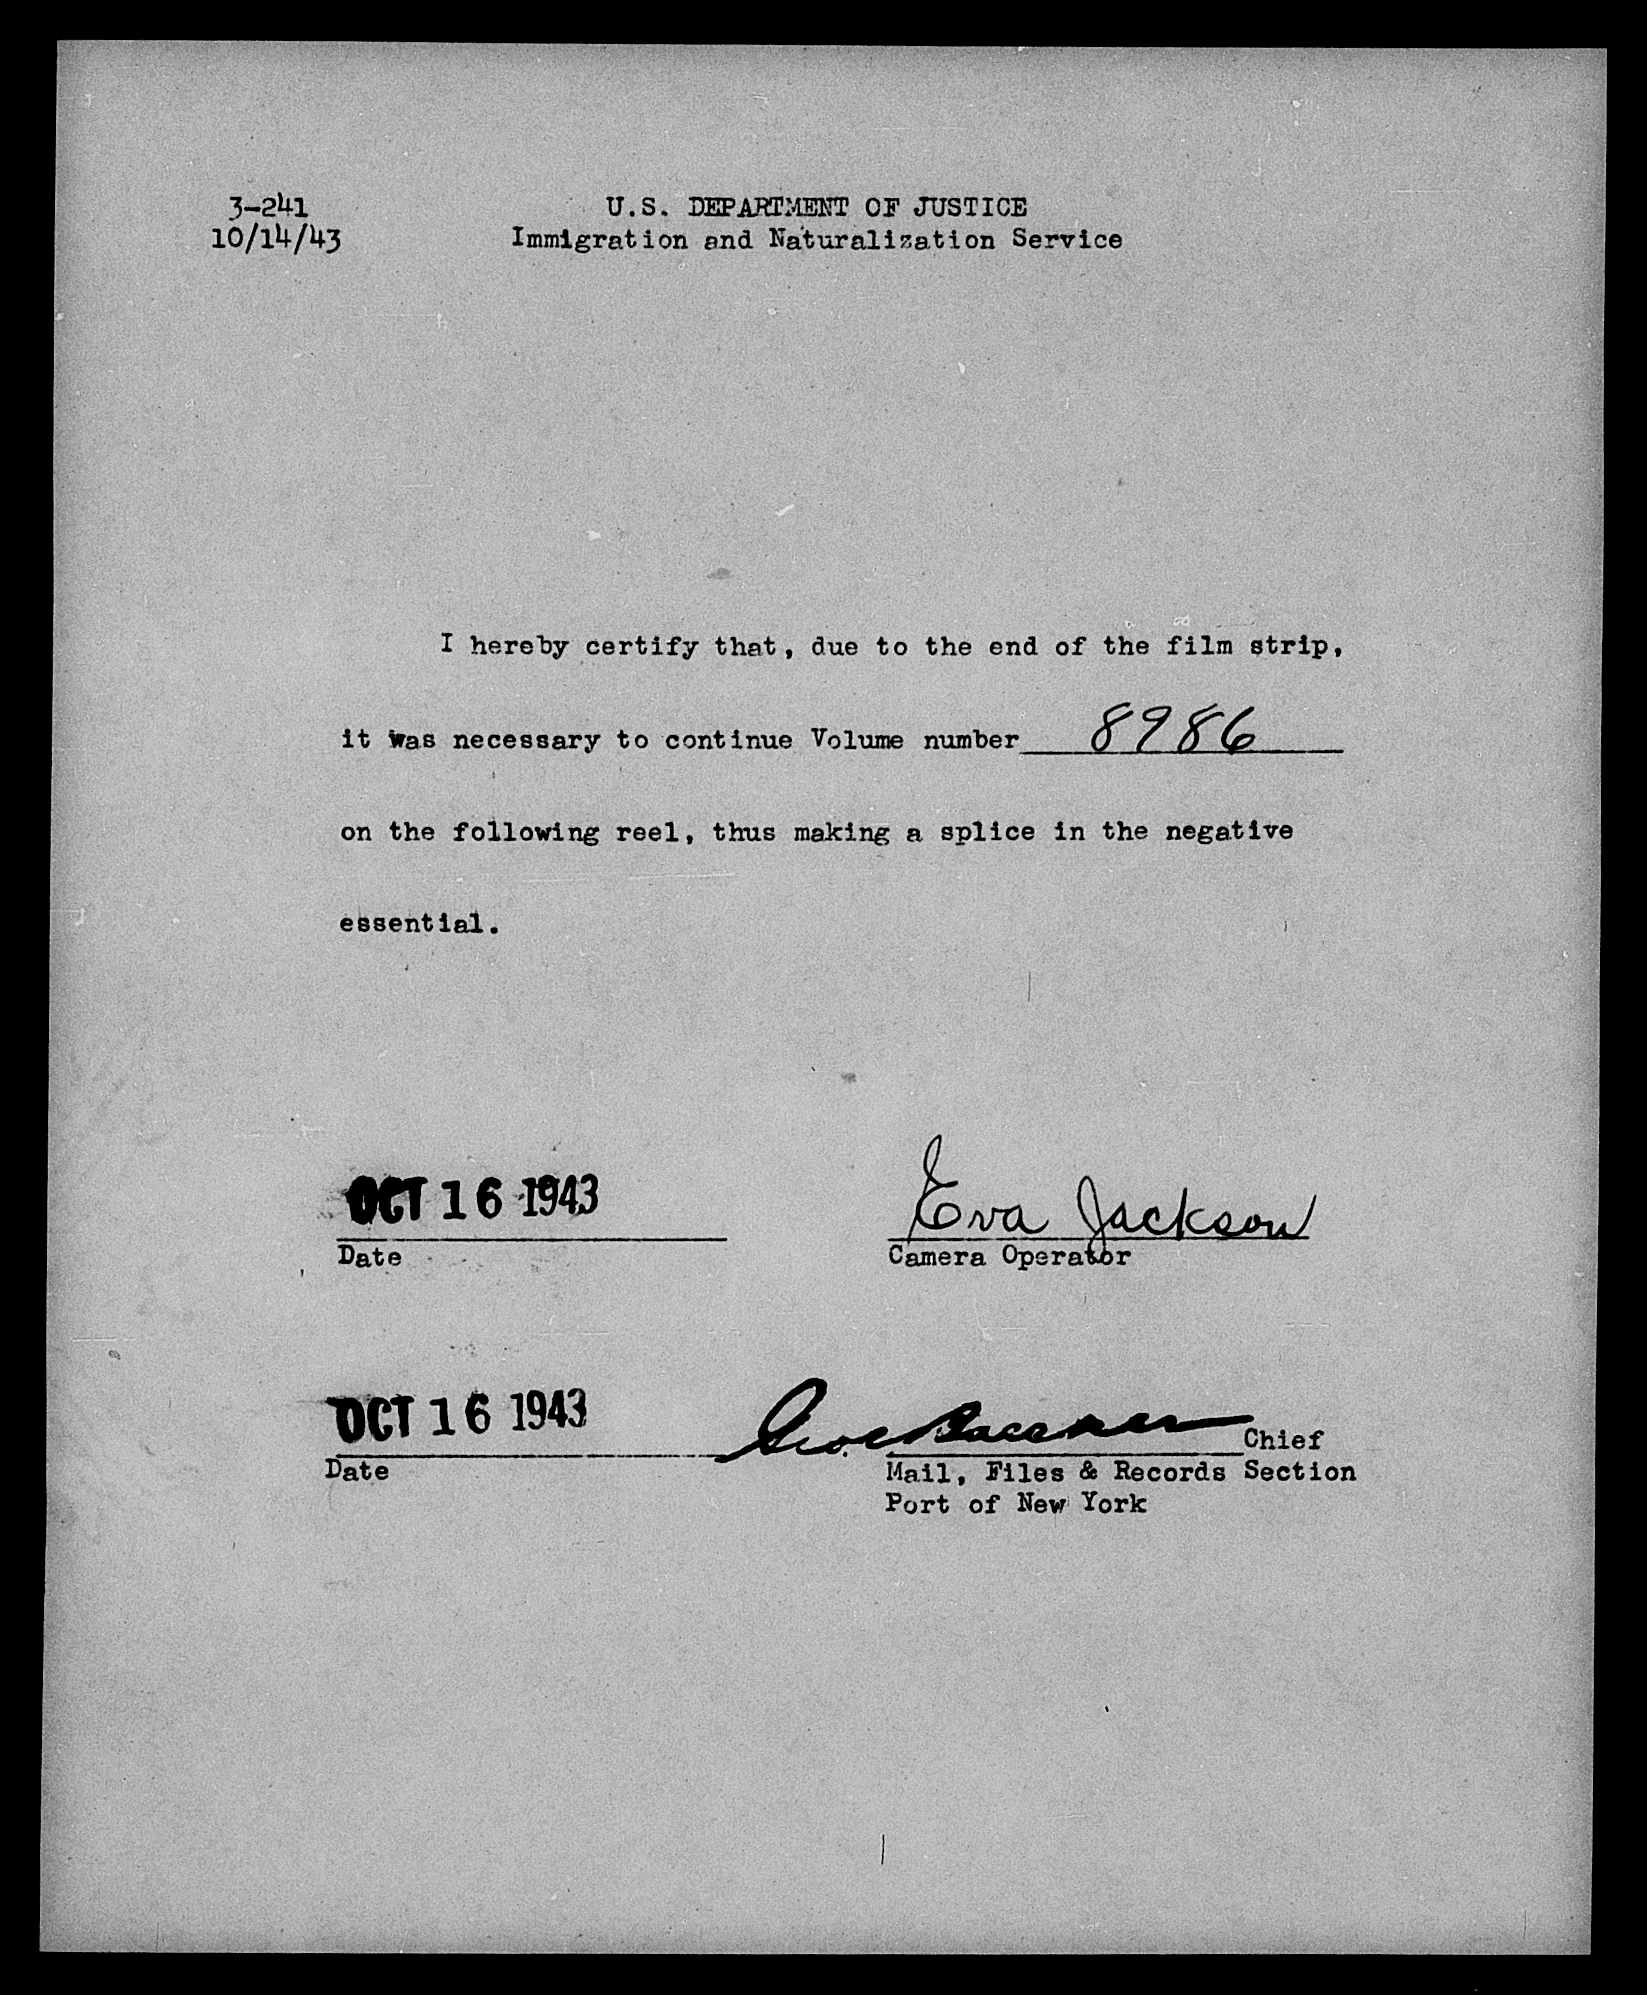 3-241
10/14/43
U.S. DEPARTMENT OF JUSTICE
Immigration and Naturalization Service
I hereby certify that, due to the end of the film strip,
it was necessary to continue Volume number 8986
on the following reel, thus making a splice in the negative
essential.
OCT 16 1943
Date
Eva Jackson
Camera Operator
OCT 16 1943
Date
Chief
Mail, Files & Records Section
Port of New York